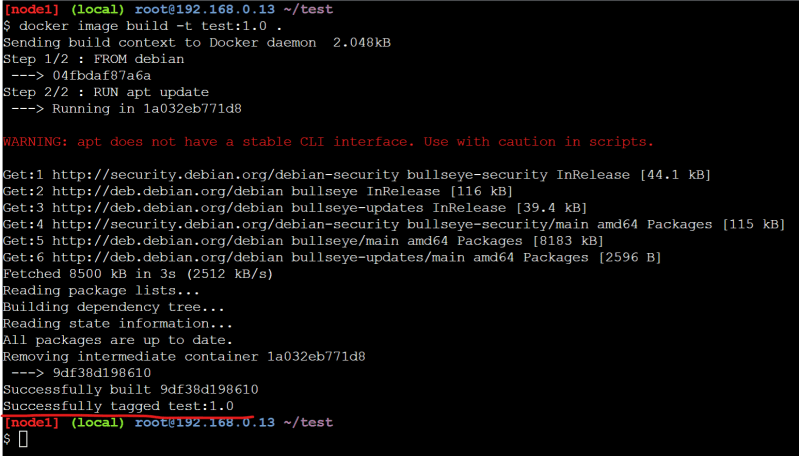 [node1] (local) root@192.168.0.13 ~/test
$ docker image build -t test:1.0 .
Sending build context to Docker daemon  2.048kB
Step 1/2 : FROM debian
 ---> 04fbdaf87a6a
Step 2/2 : RUN apt update
 ---> Running in 1a032eb771d8
WARNING: apt does not have a stable CLI interface. Use with caution in scripts.
Get:1 http://security.debian.org/debian-security bullseye-security InRelease [44.1 kB]
Get:2 http://deb.debian.org/debian bullseye InRelease [116 kB]
Get:3 http://deb.debian.org/debian bullseye-updates InRelease [39.4 kB]
Get:4 http://security.debian.org/debian-security bullseye-security/main amd64 Packages [115 kB]
Get:5 http://deb.debian.org/debian bullseye/main amd64 Packages [8183 kB]
Get:6 http://deb.debian.org/debian bullseye-updates/main amd64 Packages [2596 B]
Fetched 8500 kB in 3s (2512 kB/s)
Reading package lists...
Building dependency tree...
Reading state information...
All packages are up to date.
Removing intermediate container 1a032eb771d8
 ---> 9df38d198610
Successfully built 9df38d198610
Successfully tagged test:1.0
[node1] (local) root@192.168.0.13 ~/test
$